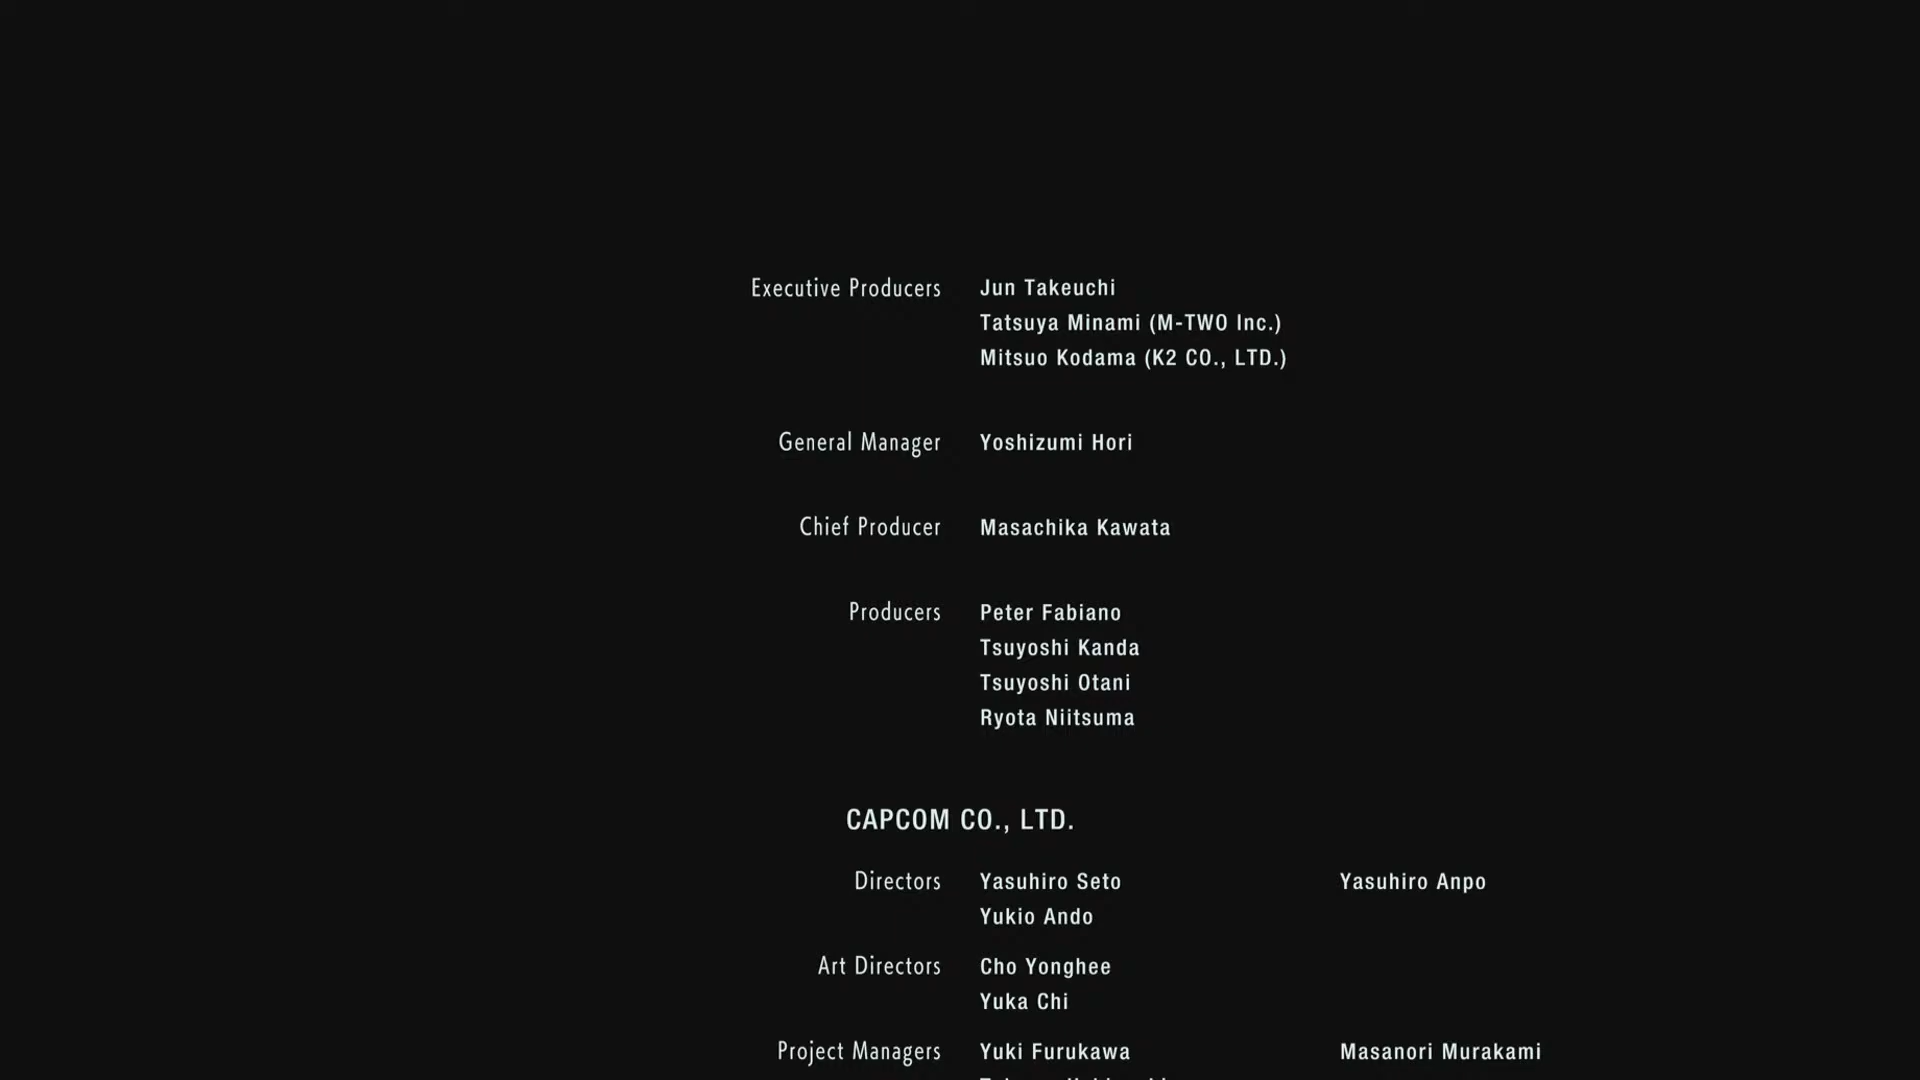 Executive Producers Jun Takeuchi
Tatsuya Minami (M-TWO Inc.)
Mitsuo Kodama (K2 CO., LTD.)
General Manager Yoshizumi Hori
Chief Producer Masachika Kawata
Producers Peter Fabiano
Tsuyoshi Kanda
Tsuyoshi Otani
Ryota Niitsuma
CAPCOM CO., LTD.
Directors Yasuhiro Seto Yasuhiro Anpo
Yukio Ando
Art Directors Cho Yonghee
Yuka Chi
Project Managers Yuki Furukawa Masanori Murakami